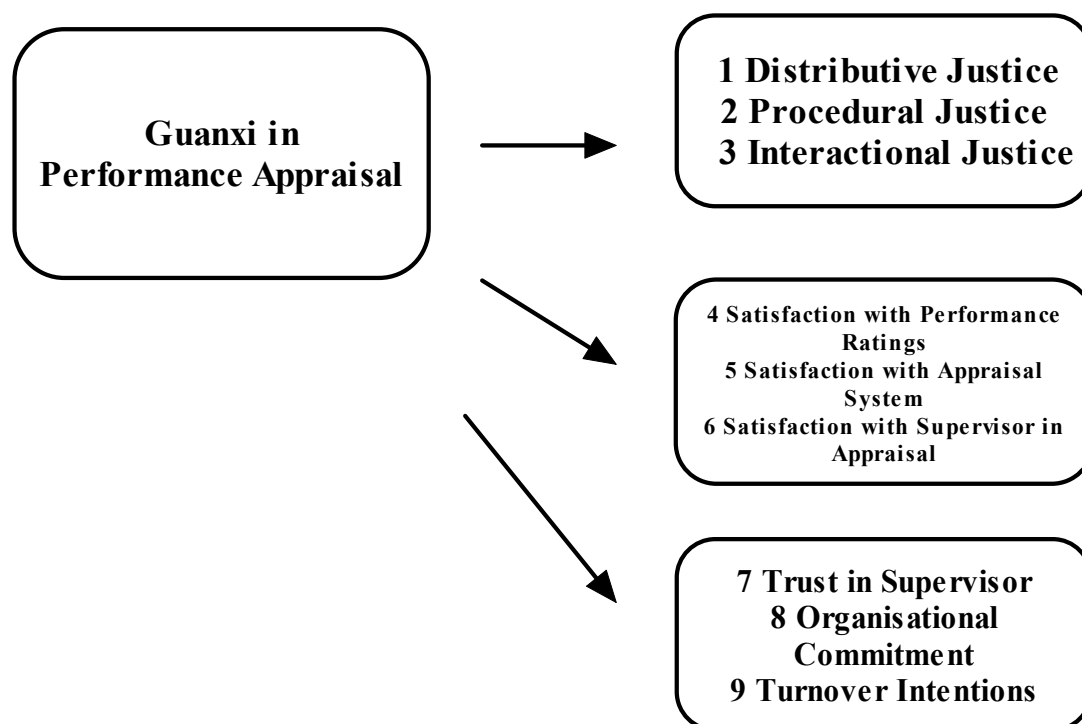 Guanxi in
Performance Appraisal
1 Distributive Justice
2 Procedural Justice
3 Interactional Justice
4 Satisfaction with Performance
Ratings
5 Satisfaction with Appraisal
System
6 Satisfaction with Supervisor in
Appraisal
7 Trust in Supervisor
8 Organisational
Commitment
9 Turnover Intentions